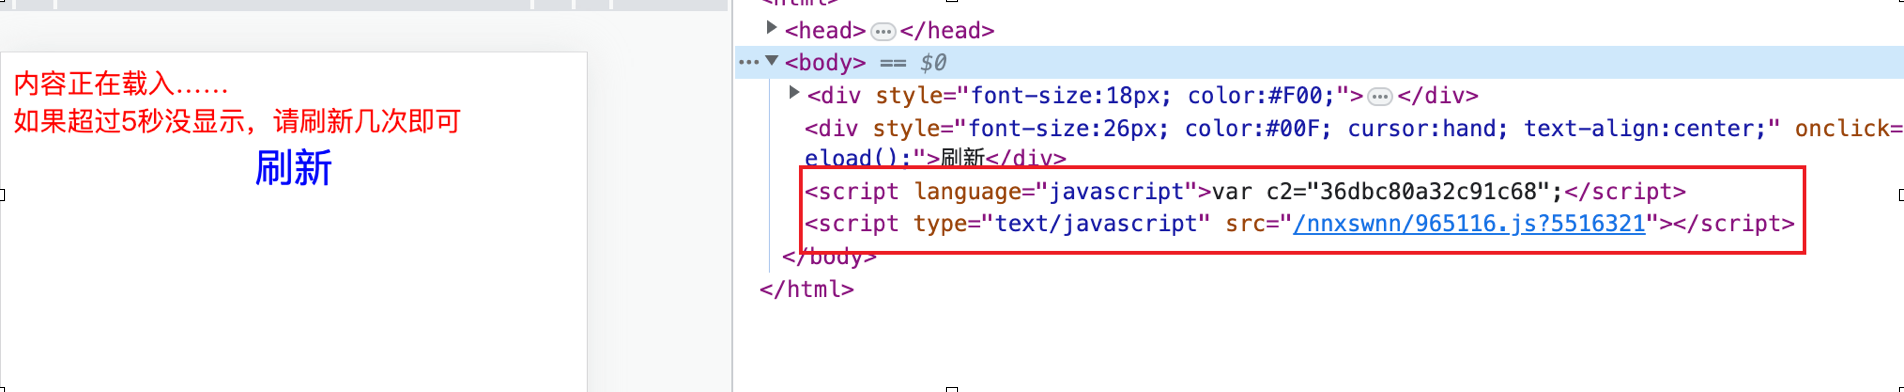 内容正在载入……
如果超过5秒没显示，请刷新几次即可
刷新
<html>
<head>…</head>
<body> == $0
<div style="font-size:18px; color:#F00;">…</div>
<div style="font-size:26px; color:#00F; cursor:hand; text-align:center;" onclick=
eload();">刷新</div>
<script language="javascript">var c2="36dbc80a32c91c68";</script>
<script type="text/javascript" src="/nnxswnn/965116.js?5516321"></script>
</body>
</html>